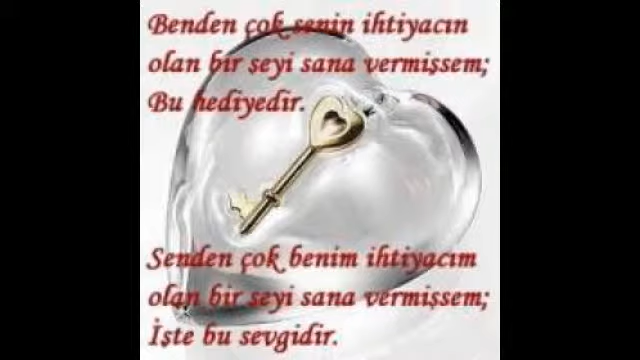 Benden çok senin ihtiyacın
olan bir şeyi sana vermişsem;
Bu hediyedir.
Senden çok benim ihtiyacım
olan bir şeyi sana vermişsem;
İşte bu sevgidir.